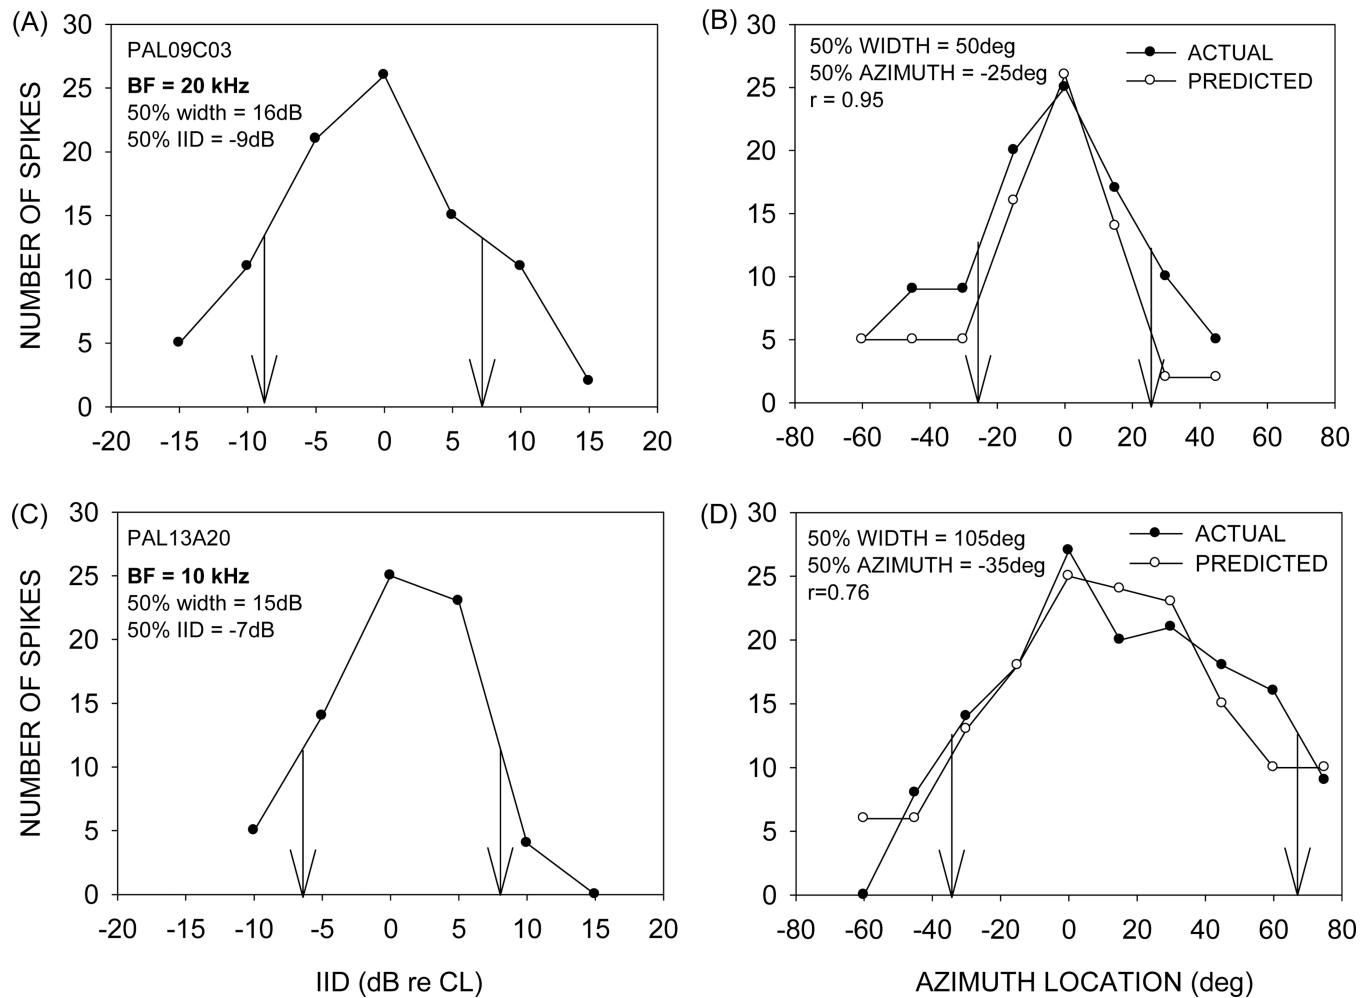 (A)
30
25
20
15
10
5
0
NUMBER OF SPIKES
PAL09C03
BF = 20 kHz
50% width = 16dB
50% IID = -9dB
-20 -15 -10 -5 0 5 10 15 20
(B)
30
25
20
15
10
5
0
50% WIDTH = 50deg
50% AZIMUTH = -25deg
r = 0.95
ACTUAL
PREDICTED
-80 -60 -40 -20 0 20 40 60 80
(C)
30
25
20
15
10
5
0
NUMBER OF SPIKES
PAL13A20
BF = 10 kHz
50% width = 15dB
50% IID = -7dB
-20 -15 -10 -5 0 5 10 15 20
IID (dB re CL)
(D)
30
25
20
15
10
5
0
50% WIDTH = 105deg
50% AZIMUTH = -35deg
r=0.76
ACTUAL
PREDICTED
-80 -60 -40 -20 0 20 40 60 80
AZIMUTH LOCATION (deg)